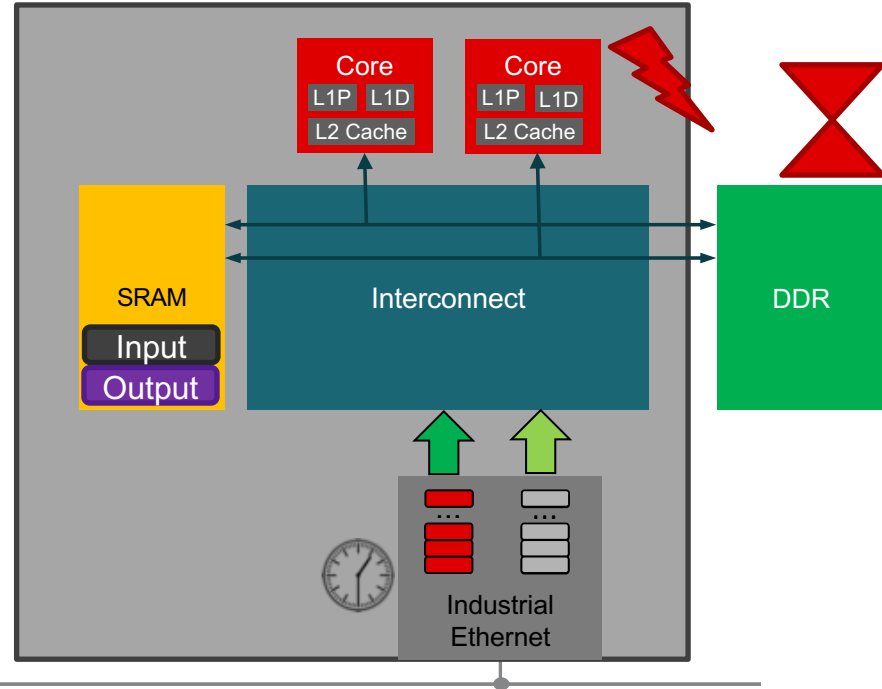 Core
L1P
L1D
L2 Cache
Core
L1P
L1D
L2 Cache
SRAM
Input
Output
Interconnect
DDR
...
...
Industrial
Ethernet